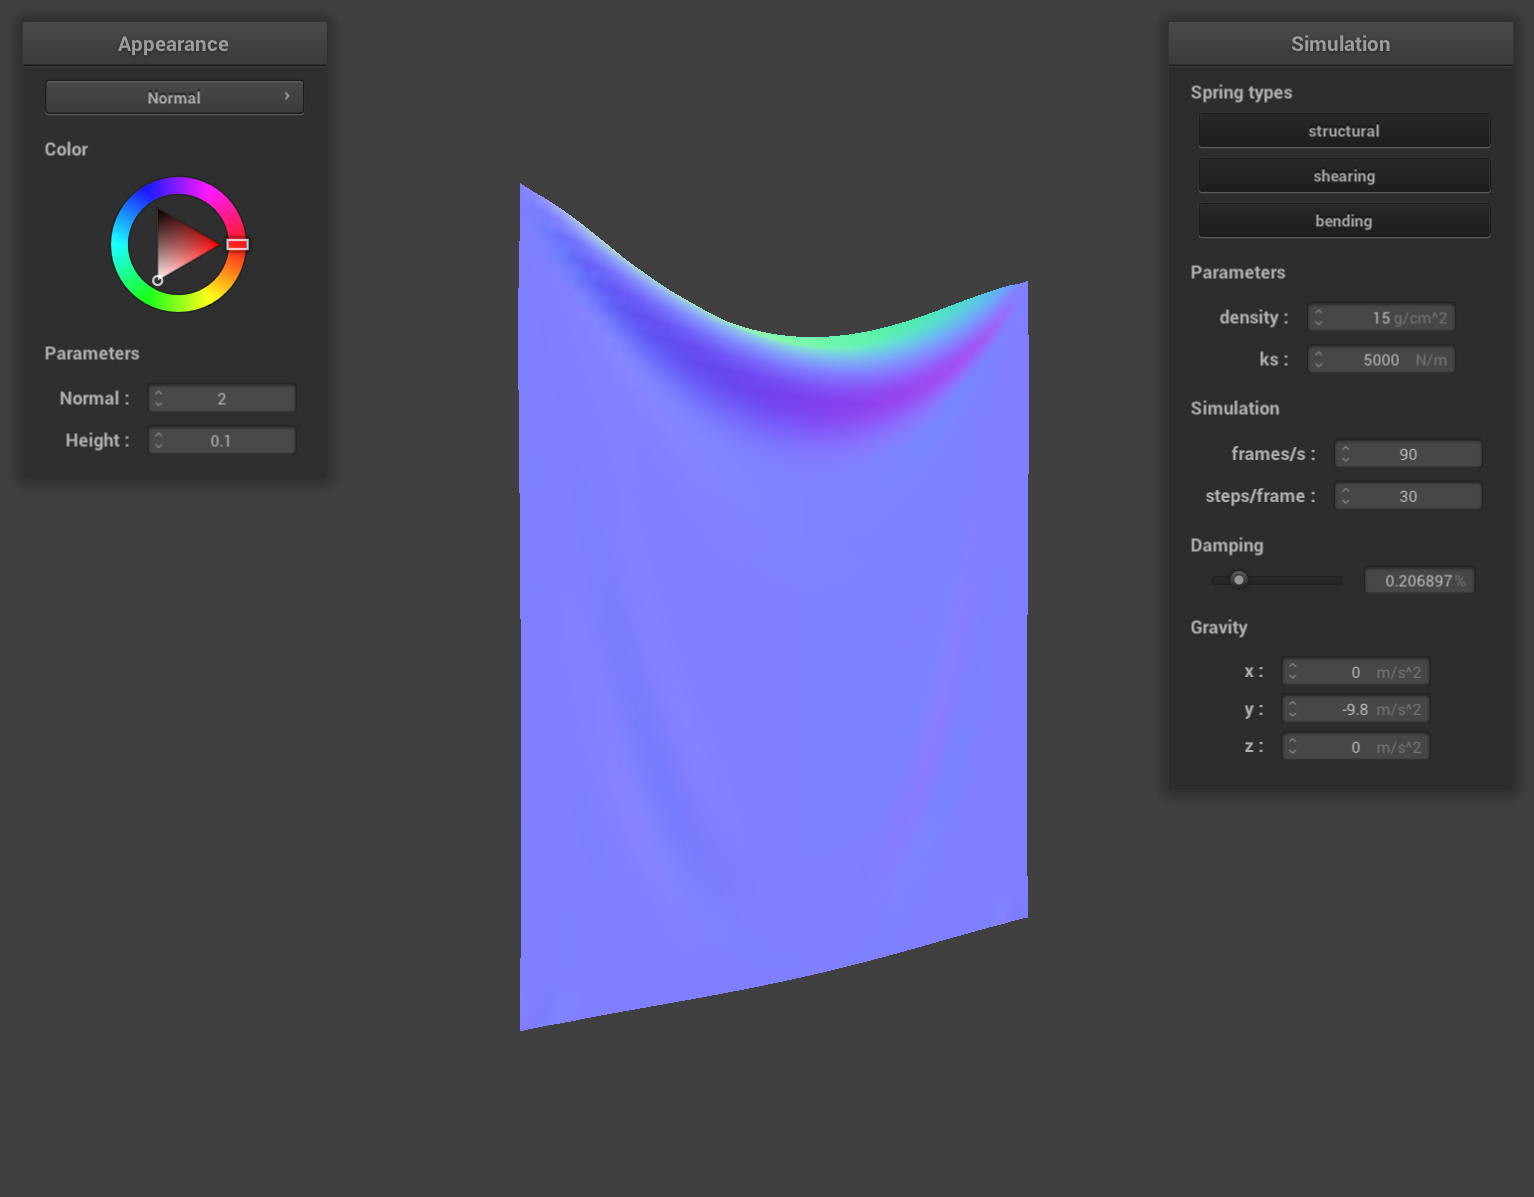 Appearance
Normal
Color
Parameters
Normal : 2
Height : 0.1
Simulation
Spring types
structural
shearing
bending
Parameters
density : 15 g/cm^2
ks : 5000 N/m
Simulation
frames/s : 90
steps/frame : 30
Damping
0.206897 %
Gravity
x : 0 m/s^2
y : -9.8 m/s^2
z : 0 m/s^2